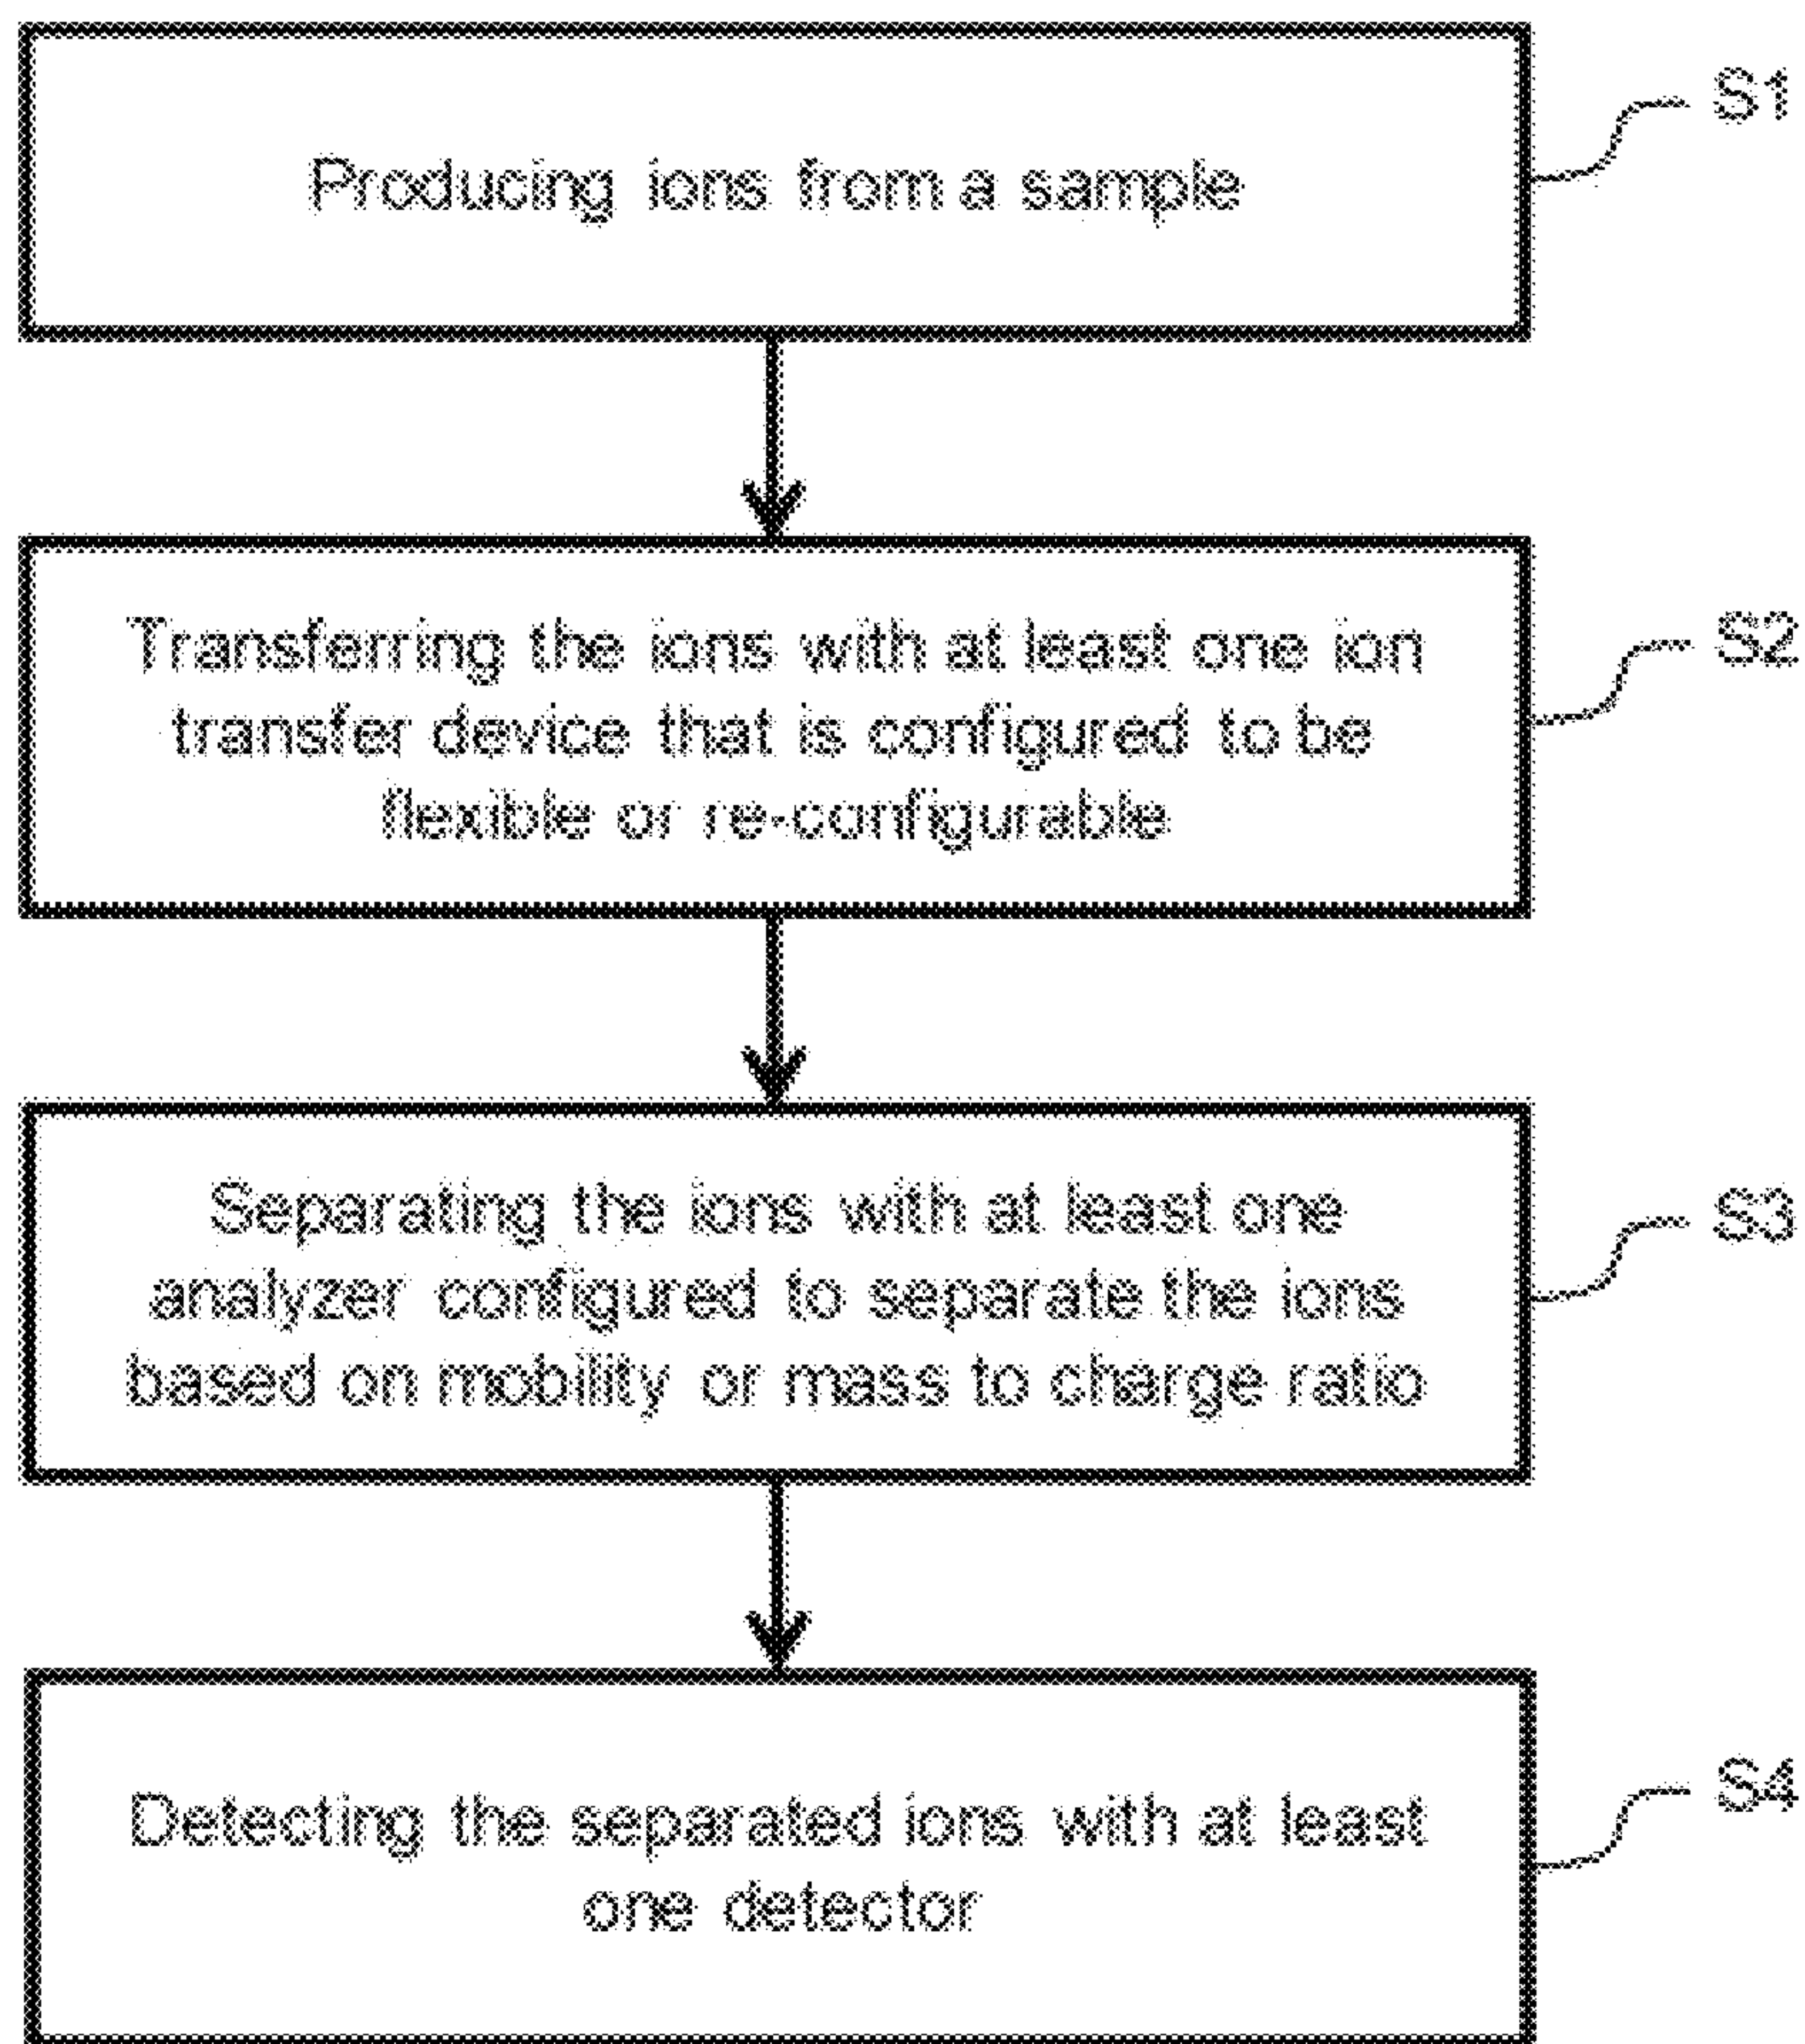 Producing ions from a sample
S1
Transferring the ions with at least one ion
transfer device that is configured to be
flexible or re-configurable
S2
Separating the ions with at least one
analyzer configured to separate the ions
based on mobility or mass to charge ratio
S3
Detecting the separated ions with at least
one detector
S4